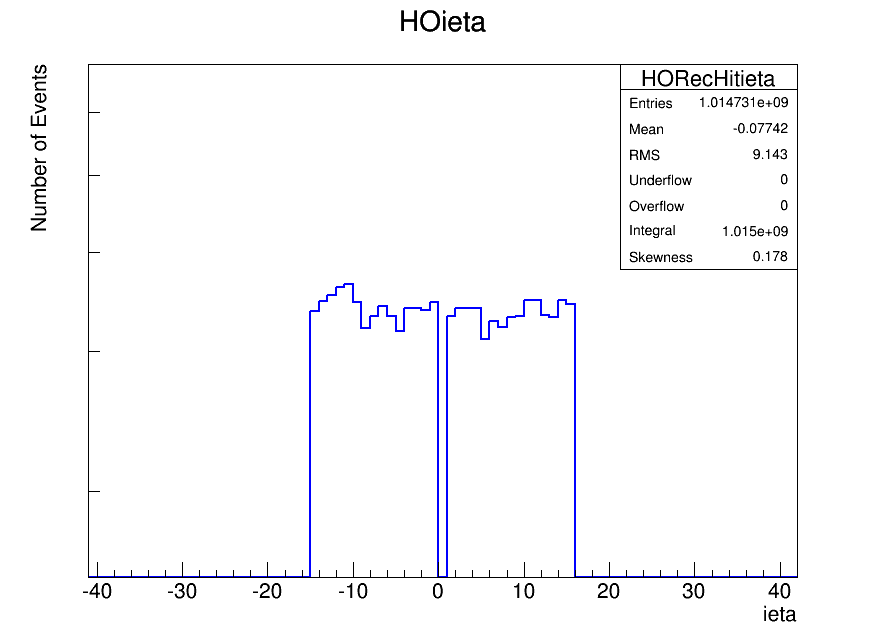 HOieta
Number of Events
HORecHitieta
Entries 1.014731e+09
Mean -0.07742
RMS 9.143
Underflow 0
Overflow 0
Integral 1.015e+09
Skewness 0.178
-40 -30 -20 -10 0 10 20 30 40
ieta